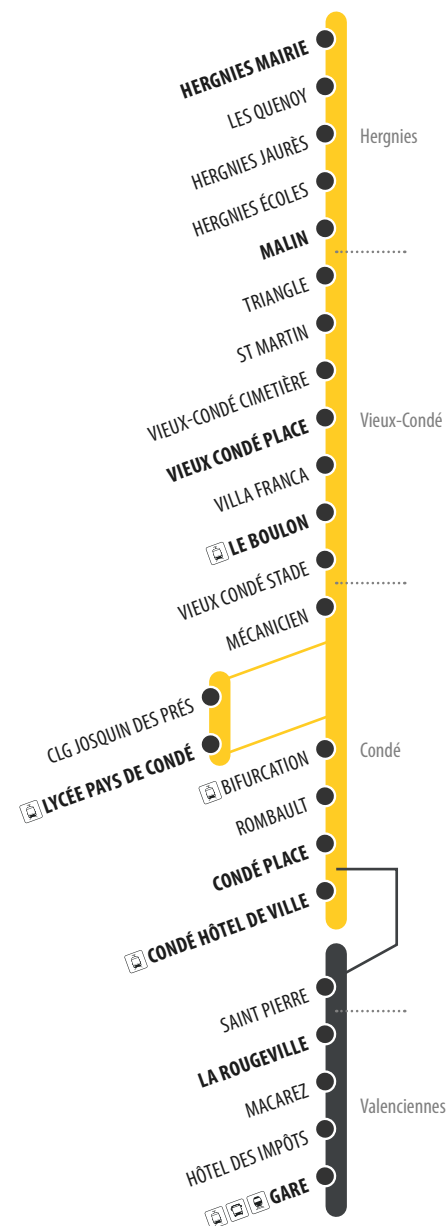 HERGNIES MAIRIE
LES QUENOY
HERGNIES JAURÈS
Hergnies
HERGNIES ÉCOLES
MALIN
TRIANGLE
ST MARTIN
VIEUX-CONDÉ CIMETIÈRE
VIEUX CONDÉ PLACE
Vieux-Condé
VILLA FRANCA
LE BOULON
VIEUX CONDÉ STADE
MÉCANICIEN
CLG JOSQUIN DES PRÉS
LYCÉE PAYS DE CONDÉ
BIFURCATION
Condé
ROMBAULT
CONDÉ PLACE
CONDÉ HÔTEL DE VILLE
SAINT PIERRE
LA ROUGEVILLE
MACAREZ
Valenciennes
HÔTEL DES IMPÔTS
GARE